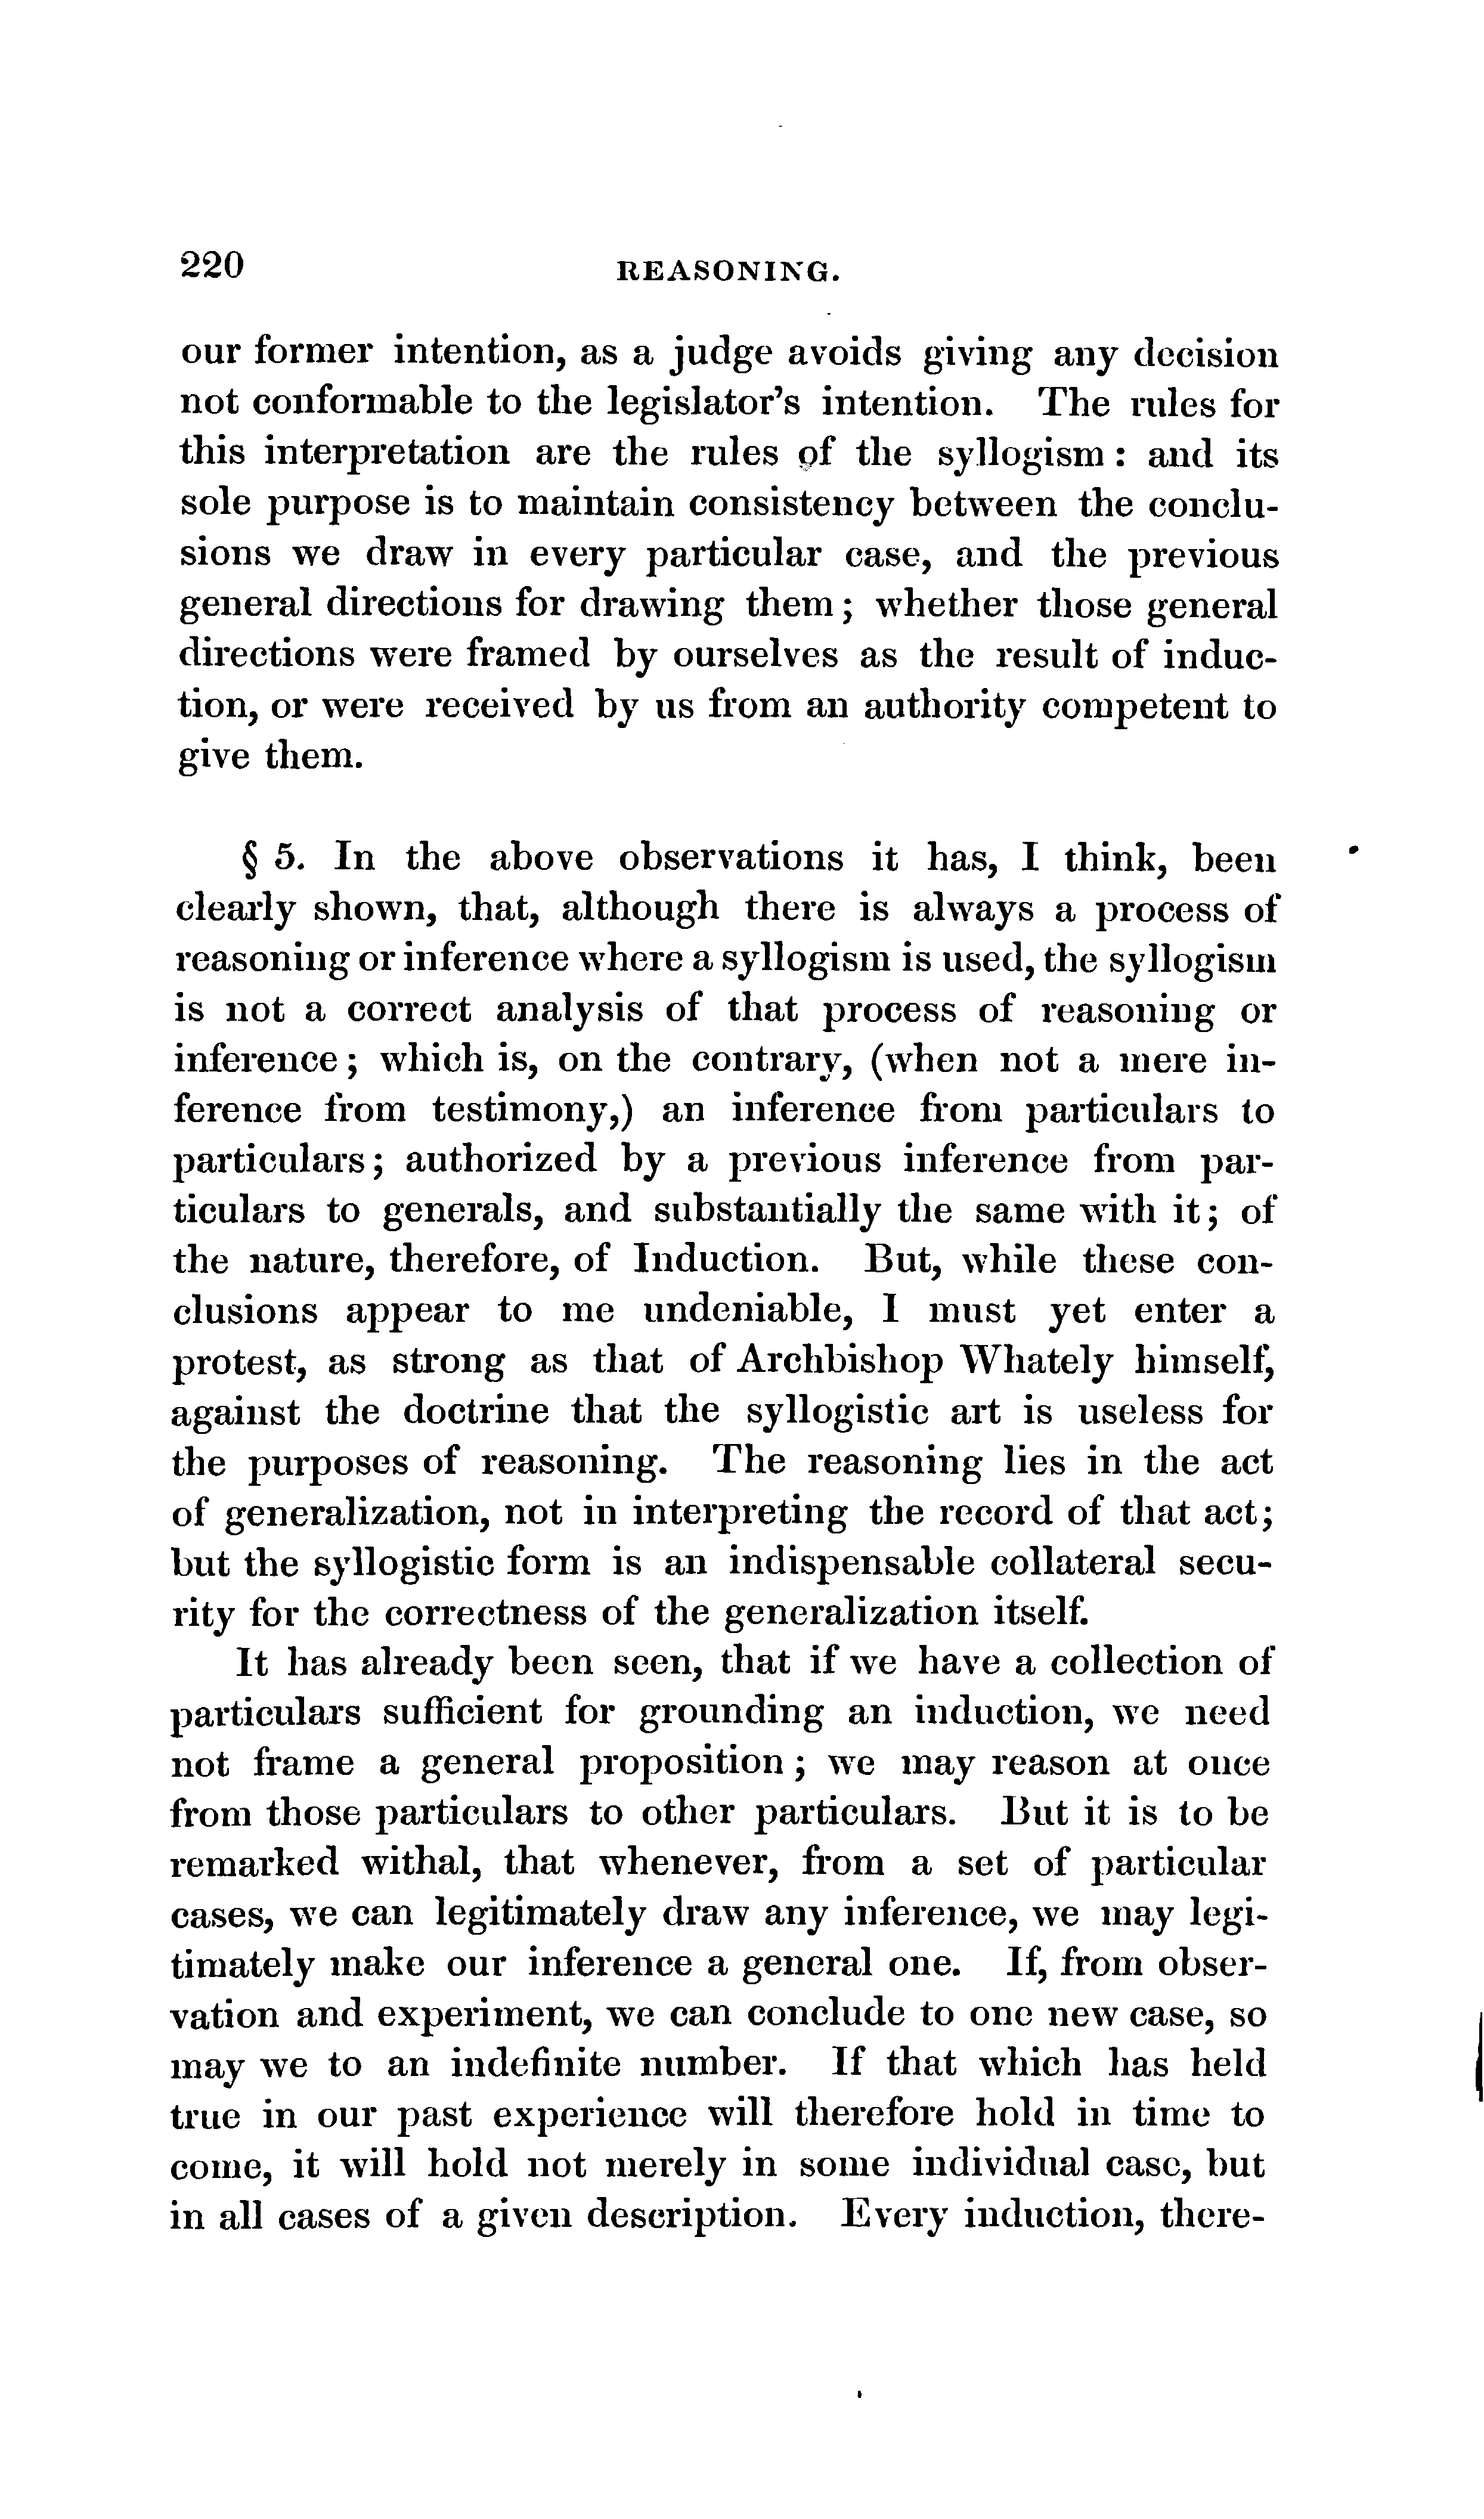 220
REASONING.
our former intention, as a judge avoids giving any decision
not conformable to the legislator's intention. The rules for
this interpretation are the rules of the syllogism: and its
sole purpose is to maintain consistency between the conclu-
sions we draw in every particular case, and the previous
general directions for drawing them; whether those general
directions were framed by ourselves as the result of induc-
tion, or were received by us from an authority competent to
give them.
§ 5. In the above observations it has, I think, been
clearly shown, that, although there is always a process of
reasoning or inference where a syllogism is used, the syllogism
is not a correct analysis of that process of reasoning or
inference; which is, on the contrary, (when not a mere in-
ference from testimony,) an inference from particulars to
particulars; authorized by a previous inference from par-
ticulars to generals, and substantially the same with it; of
the nature, therefore, of Induction. But, while these con-
clusions appear to me undeniable, I must yet enter a
protest, as strong as that of Archbishop Whately himself,
against the doctrine that the syllogistic art is useless for
the purposes of reasoning. The reasoning lies in the act
of generalization, not in interpreting the record of that act;
but the syllogistic form is an indispensable collateral secu-
rity for the correctness of the generalization itself.
It has already been seen, that if we have a collection of
particulars sufficient for grounding an induction, we need
not frame a general proposition; we may reason at once
from those particulars to other particulars. But it is to be
remarked withal, that whenever, from a set of particular
cases, we can legitimately draw any inference, we may legi-
timately make our inference a general one. If, from obser-
vation and experiment, we can conclude to one new case, so
may we to an indefinite number. If that which has held
true in our past experience will therefore hold in time to
come, it will hold not merely in some individual case, but
in all cases of a given description. Every induction, there-